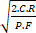 √(2.C.R / P.F)